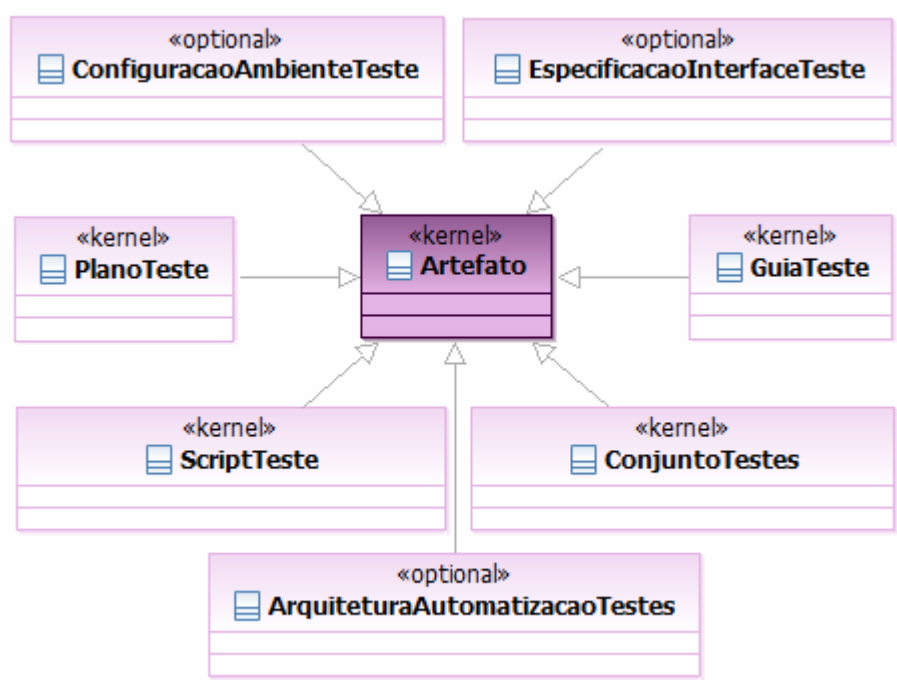 «optional»
ConfiguracaoAmbienteTeste
«optional»
EspecificacaoInterfaceTeste
«kernel»
PlanoTeste
«kernel»
Artefato
«kernel»
GuiaTeste
«kernel»
ScriptTeste
«kernel»
ConjuntoTestes
«optional»
ArquiteturaAutomatizacaoTestes